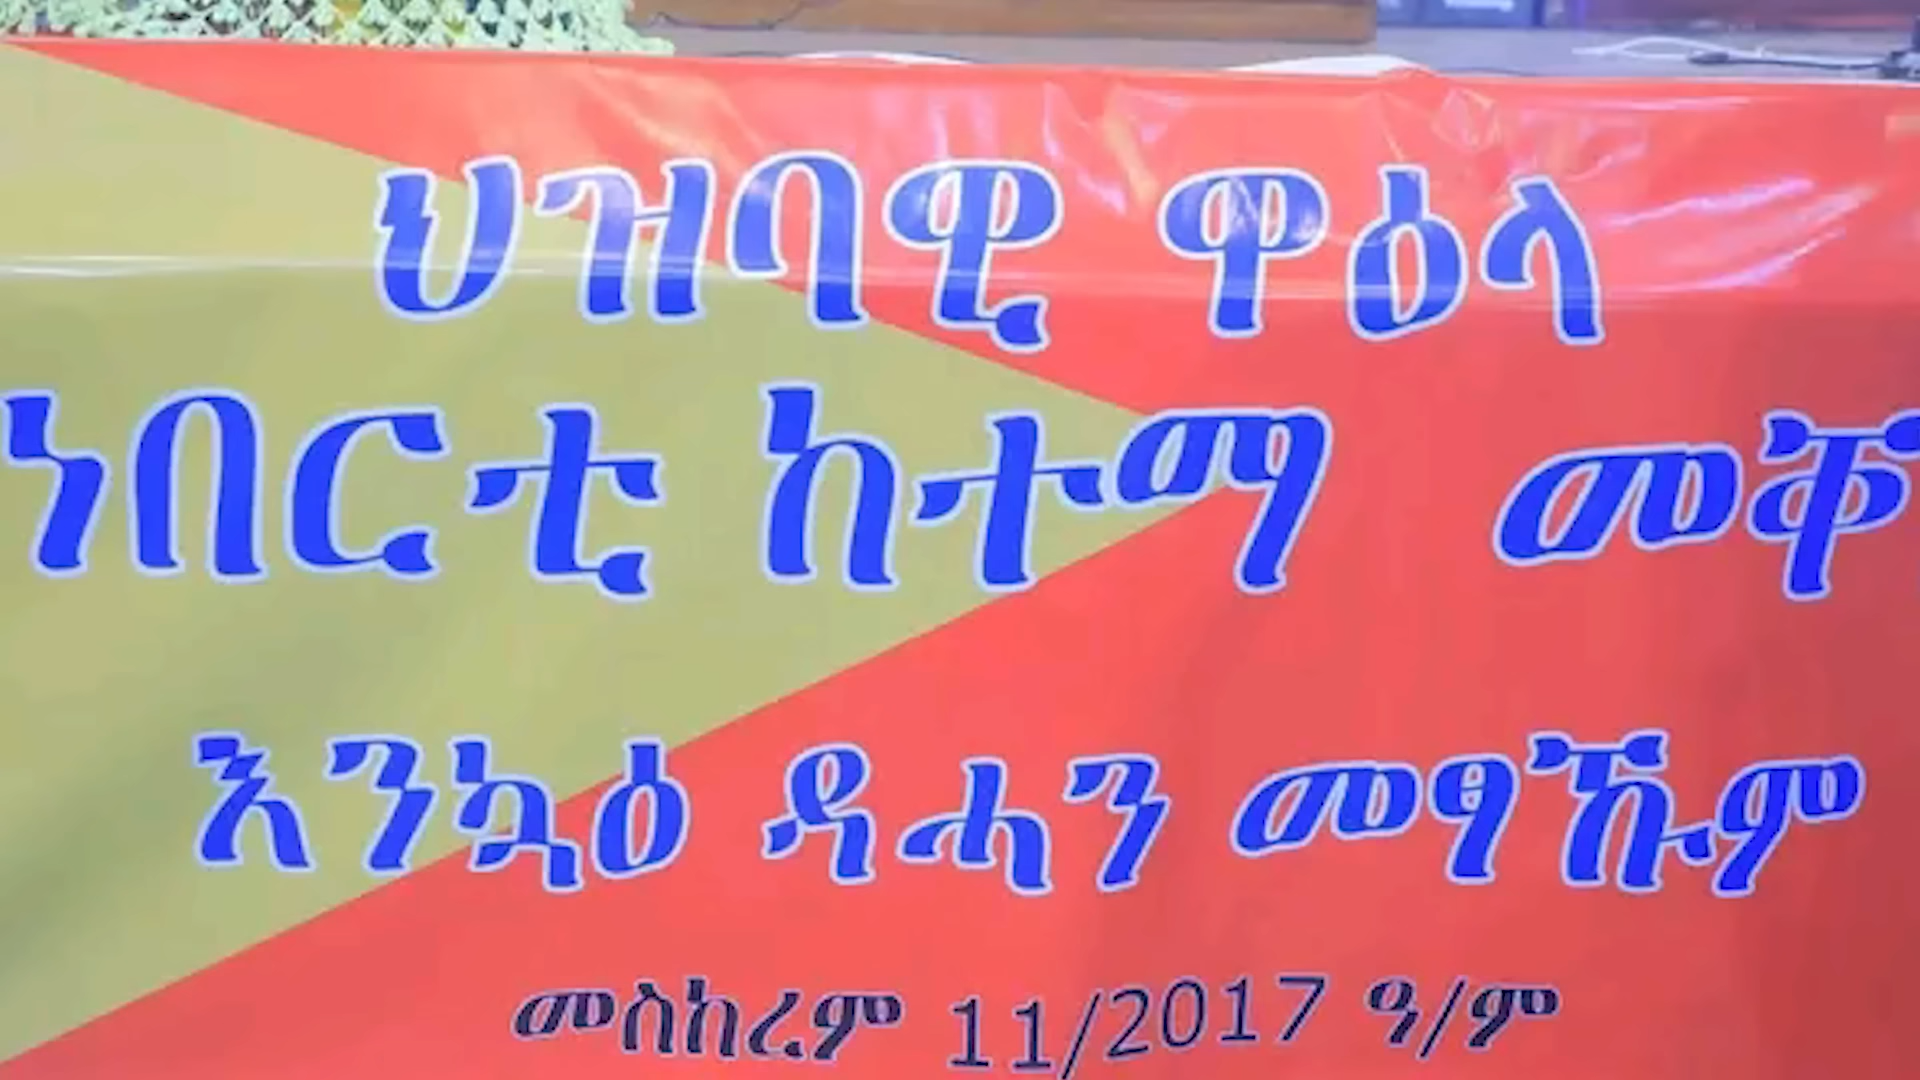 ህዝባዊ ዋዕላ
ነበርቲ ከተማ
እንኳዕ ዳሓን መፃኹም
መስከረም 11/2017 ዓ/ም